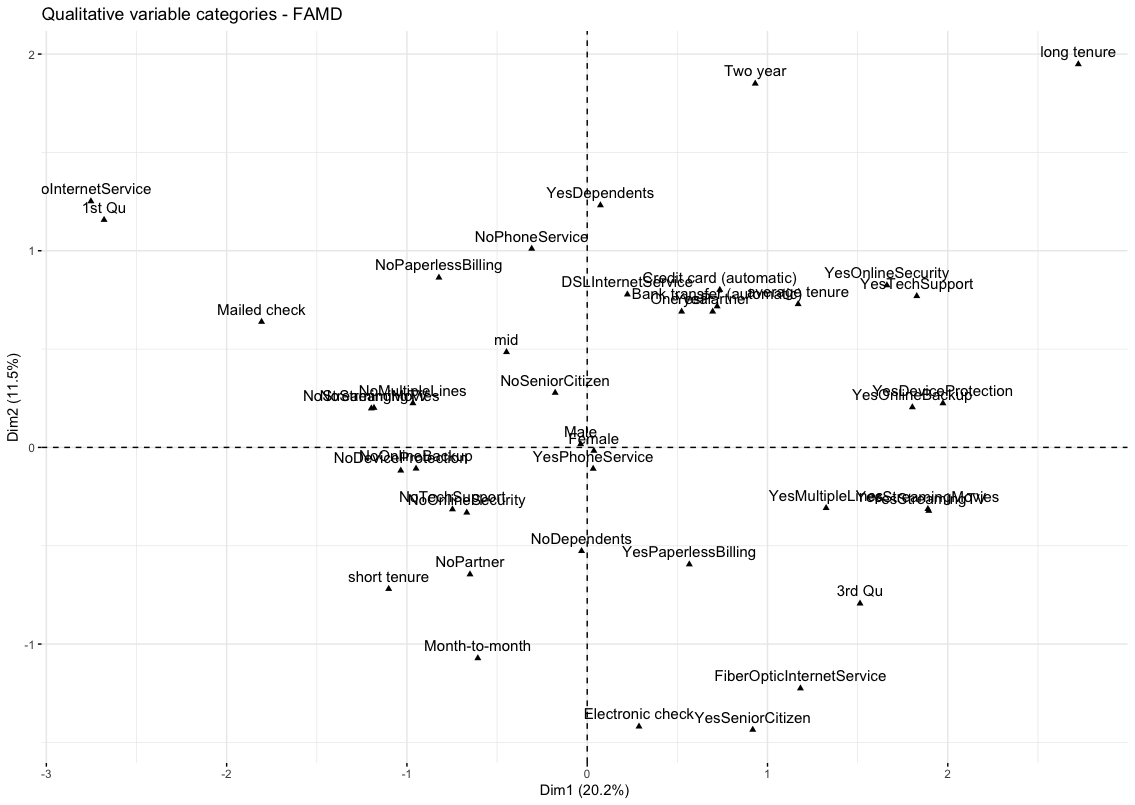 Qualitative variable categories - FAMD
long tenure
Two year
oInternetService
1st Qu
YesDependents
NoPhoneService
NoPaperlessBilling
DSLInternetService
Credit card (automatic)
YesOnlineSecurity
YesTechSupport
Bank transfer (automatic)
average tenure
One year
YesPartner
Mailed check
mid
NoSeniorCitizen
NoMultipleLines
NoStreamingTV
NoStreamingMovies
YesDeviceProtection
YesOnlineBackup
Male
Female
NoOnlineBackup
NoDeviceProtection
YesPhoneService
NoTechSupport
NoOnlineSecurity
YesMultipleLines
YesStreamingMovies
YesStreamingTV
NoDependents
YesPaperlessBilling
NoPartner
short tenure
3rd Qu
Month-to-month
FiberOpticInternetService
Electronic check
YesSeniorCitizen
2
1
0
-1
-3
-2
-1
0
1
2
Dim1 (20.2%)
Dim2 (11.5%)